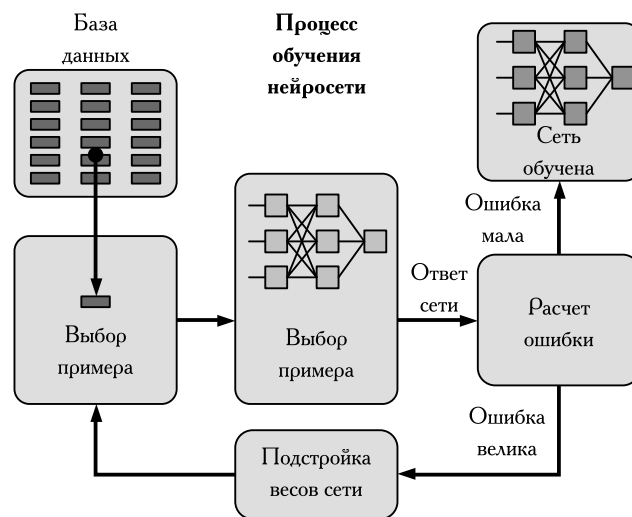 База
данных
Процесс
обучения
нейросети
Сеть
обучена
Ошибка
мала
Выбор
примера
Выбор
примера
Ответ
сети
Расчет
ошибки
Ошибка
велика
Подстройка
весов сети